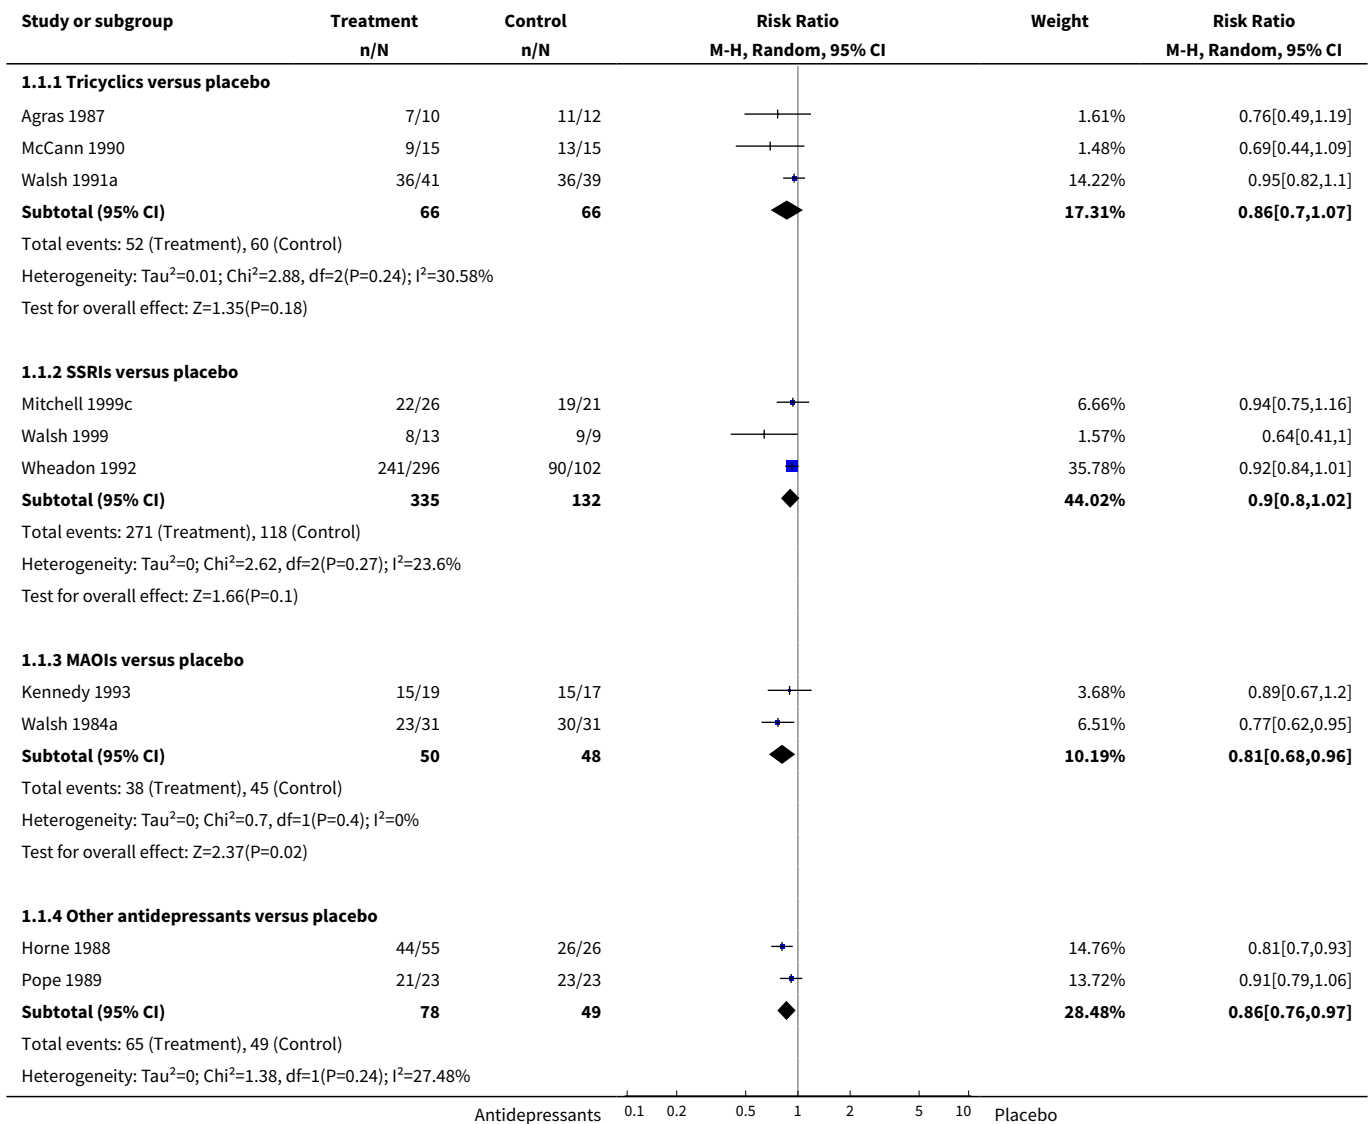 Study or subgroup Treatment Control Risk Ratio Weight Risk Ratio
n/N n/N M-H, Random, 95% CI M-H, Random, 95% CI
1.1.1 Tricyclics versus placebo
Agras 1987 7/10 11/12 1.61% 0.76[0.49,1.19]
McCann 1990 9/15 13/15 1.48% 0.69[0.44,1.09]
Walsh 1991a 36/41 36/39 14.22% 0.95[0.82,1.1]
Subtotal (95% CI) 66 66 17.31% 0.86[0.7,1.07]
Total events: 52 (Treatment), 60 (Control)
Heterogeneity: Tau²=0.01; Chi²=2.88, df=2(P=0.24); I²=30.58%
Test for overall effect: Z=1.35(P=0.18)
1.1.2 SSRIs versus placebo
Mitchell 1999c 22/26 19/21 6.66% 0.94[0.75,1.16]
Walsh 1999 8/13 9/9 1.57% 0.64[0.41,1]
Wheadon 1992 241/296 90/102 35.78% 0.92[0.84,1.01]
Subtotal (95% CI) 335 132 44.02% 0.9[0.8,1.02]
Total events: 271 (Treatment), 118 (Control)
Heterogeneity: Tau²=0; Chi²=2.62, df=2(P=0.27); I²=23.6%
Test for overall effect: Z=1.66(P=0.1)
1.1.3 MAOIs versus placebo
Kennedy 1993 15/19 15/17 3.68% 0.89[0.67,1.2]
Walsh 1984a 23/31 30/31 6.51% 0.77[0.62,0.95]
Subtotal (95% CI) 50 48 10.19% 0.81[0.68,0.96]
Total events: 38 (Treatment), 45 (Control)
Heterogeneity: Tau²=0; Chi²=0.7, df=1(P=0.4); I²=0%
Test for overall effect: Z=2.37(P=0.02)
1.1.4 Other antidepressants versus placebo
Horne 1988 44/55 26/26 14.76% 0.81[0.7,0.93]
Pope 1989 21/23 23/23 13.72% 0.91[0.79,1.06]
Subtotal (95% CI) 78 49 28.48% 0.86[0.76,0.97]
Total events: 65 (Treatment), 49 (Control)
Heterogeneity: Tau²=0; Chi²=1.38, df=1(P=0.24); I²=27.48%
Antidepressants 0.1 0.2 0.5 1 2 5 10 Placebo